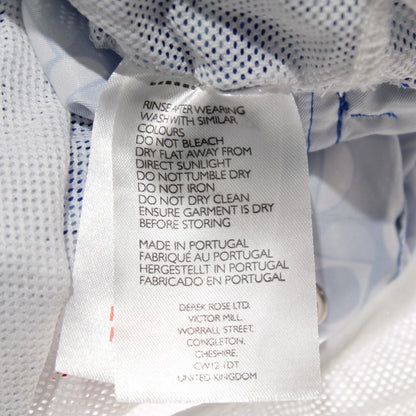 RINSE AFTER WEARING
WASH WITH SIMILAR
COLOURS
DO NOT BLEACH
DRY FLAT AWAY FROM
DIRECT SUNLIGHT
DO NOT TUMBLE DRY
DO NOT IRON
DO NOT DRY CLEAN
ENSURE GARMENT IS DRY
BEFORE STORING
MADE IN PORTUGAL
FABRIQUÉ AU PORTUGAL
HERGESTELLT IN PORTUGAL
FABRICADO EN PORTUGAL
DEREK ROSE LTD.
VICTOR MILL,
WORRALL STREET,
CONGLETON,
CHESHIRE,
CW12 1DT
UNITED KINGDOM